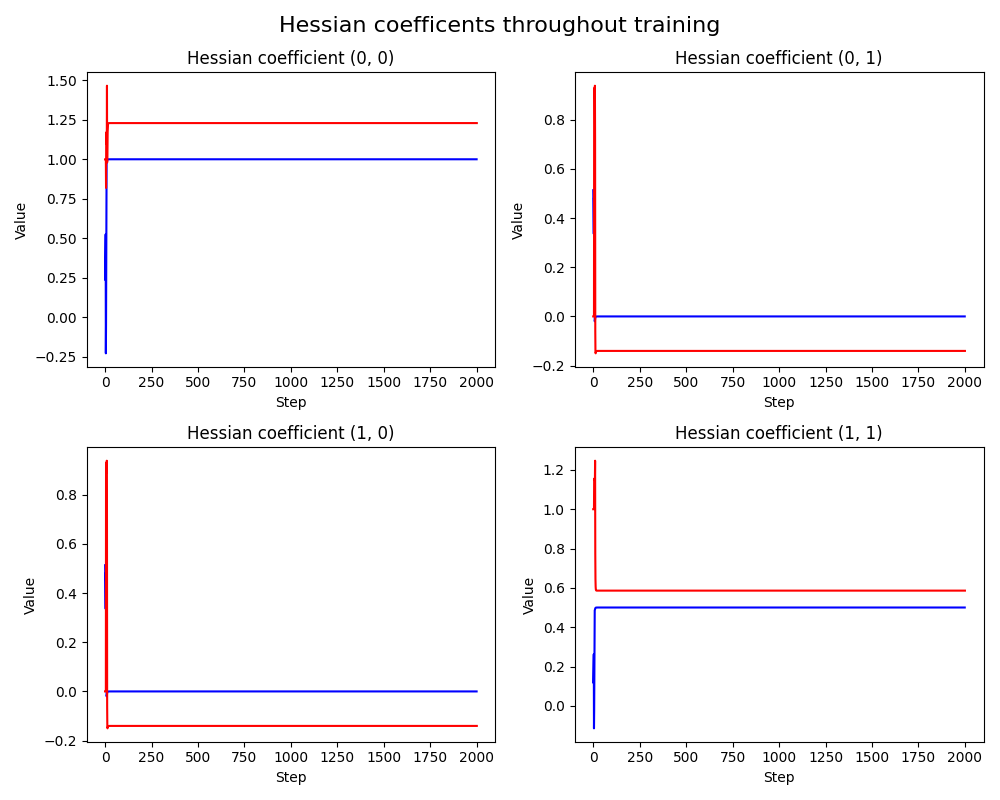 Hessian coefficents throughout training
Hessian coefficient (0, 0)
1.50
1.25
1.00
0.75
0.50
0.25
0.00
−0.25
Value
0 250 500 750 1000 1250 1500 1750 2000
Step
Hessian coefficient (0, 1)
0.8
0.6
0.4
0.2
0.0
−0.2
Value
0 250 500 750 1000 1250 1500 1750 2000
Step
Hessian coefficient (1, 0)
0.8
0.6
0.4
0.2
0.0
−0.2
Value
0 250 500 750 1000 1250 1500 1750 2000
Step
Hessian coefficient (1, 1)
1.2
1.0
0.8
0.6
0.4
0.2
0.0
Value
0 250 500 750 1000 1250 1500 1750 2000
Step